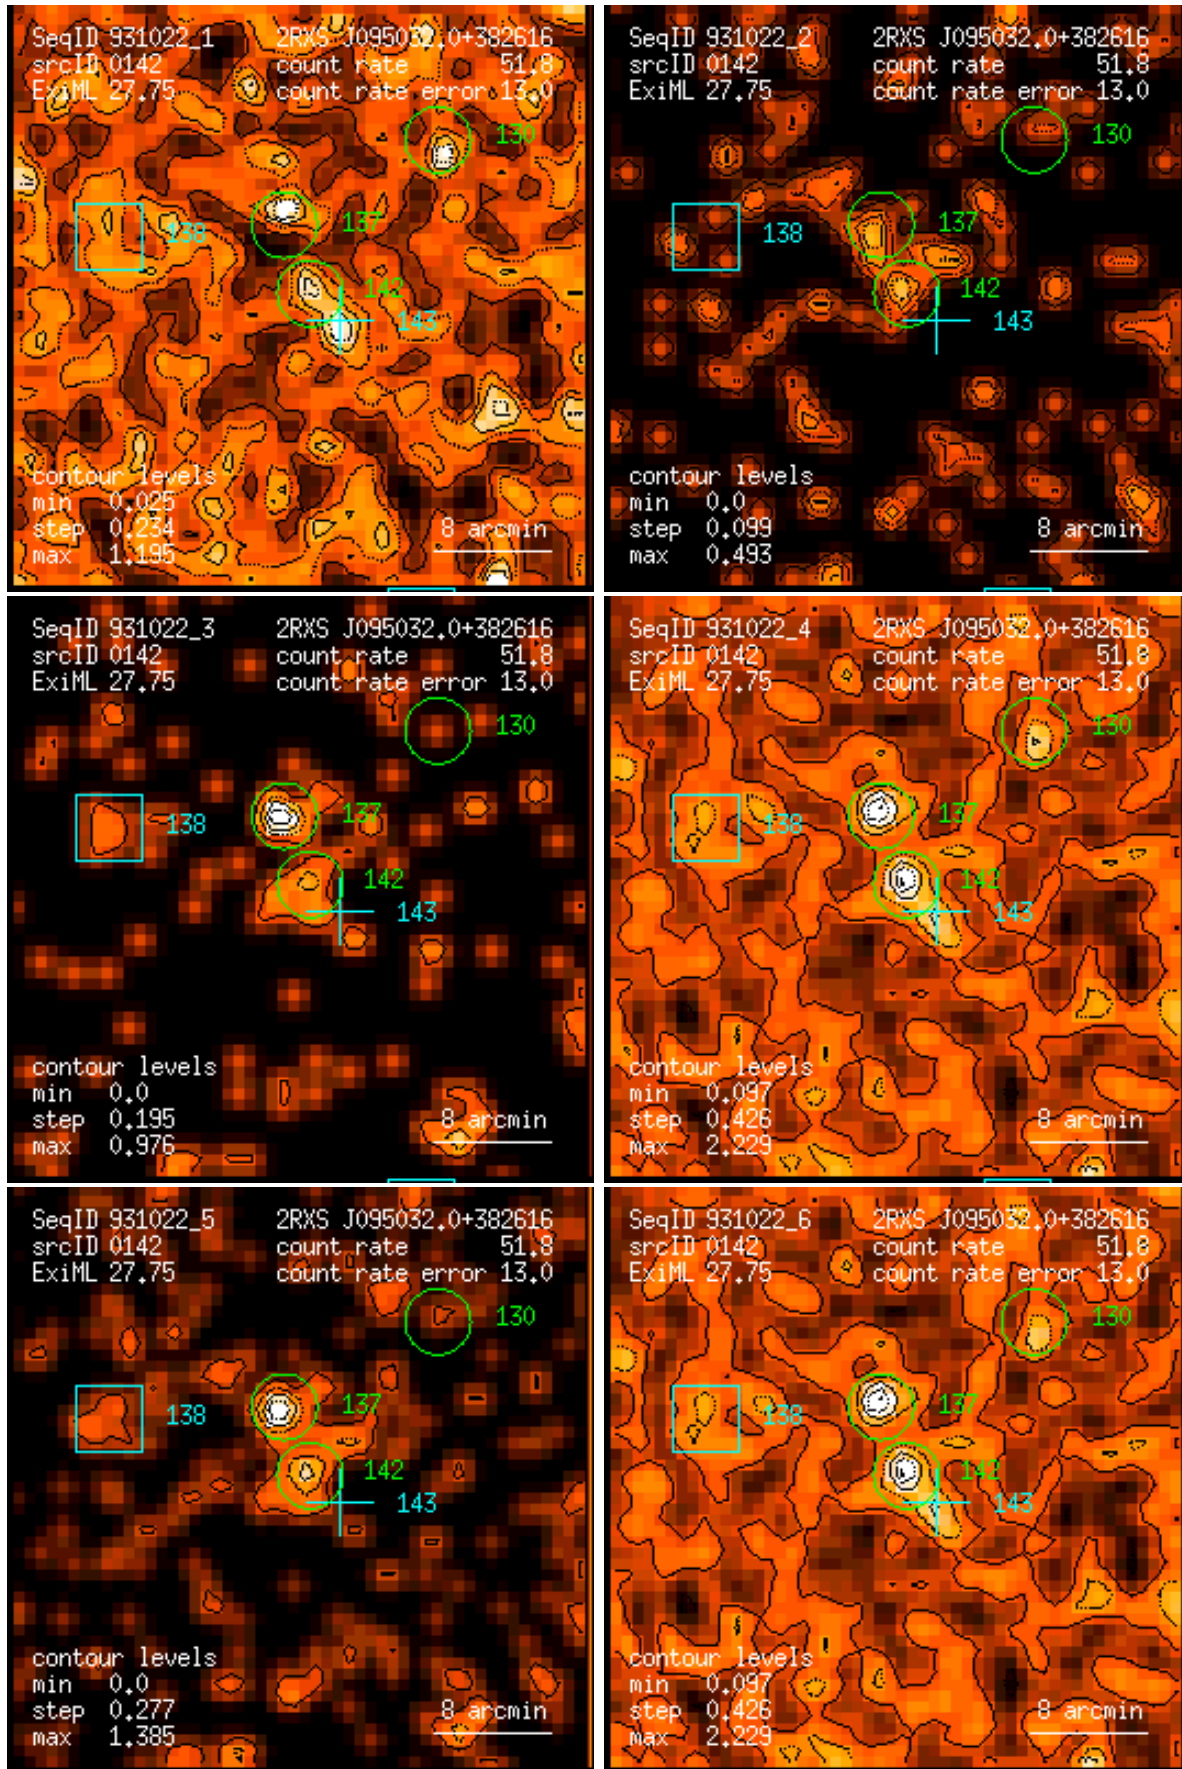 SeqID 931022_1 2RXS J095032.0+382616
srcID 0142 count rate 51.8
ExiML 27.75 count rate error 13.0
130
137
138
142
143
contour levels
min 0.025
step 0.234
max 1.195
8 arcmin
SeqID 931022_2 2RXS J095032.0+382616
srcID 0142 count rate 51.8
ExiML 27.75 count rate error 13.0
130
137
138
142
143
contour levels
min 0.0
step 0.099
max 0.493
8 arcmin
SeqID 931022_3 2RXS J095032.0+382616
srcID 0142 count rate 51.8
ExiML 27.75 count rate error 13.0
130
137
138
142
143
contour levels
min 0.0
step 0.195
max 0.976
8 arcmin
SeqID 931022_4 2RXS J095032.0+382616
srcID 0142 count rate 51.8
ExiML 27.75 count rate error 13.0
130
137
138
142
143
contour levels
min 0.097
step 0.426
max 2.229
8 arcmin
SeqID 931022_5 2RXS J095032.0+382616
srcID 0142 count rate 51.8
ExiML 27.75 count rate error 13.0
130
137
138
142
143
contour levels
min 0.0
step 0.277
max 1.385
8 arcmin
SeqID 931022_6 2RXS J095032.0+382616
srcID 0142 count rate 51.8
ExiML 27.75 count rate error 13.0
130
137
138
142
143
contour levels
min 0.097
step 0.426
max 2.229
8 arcmin